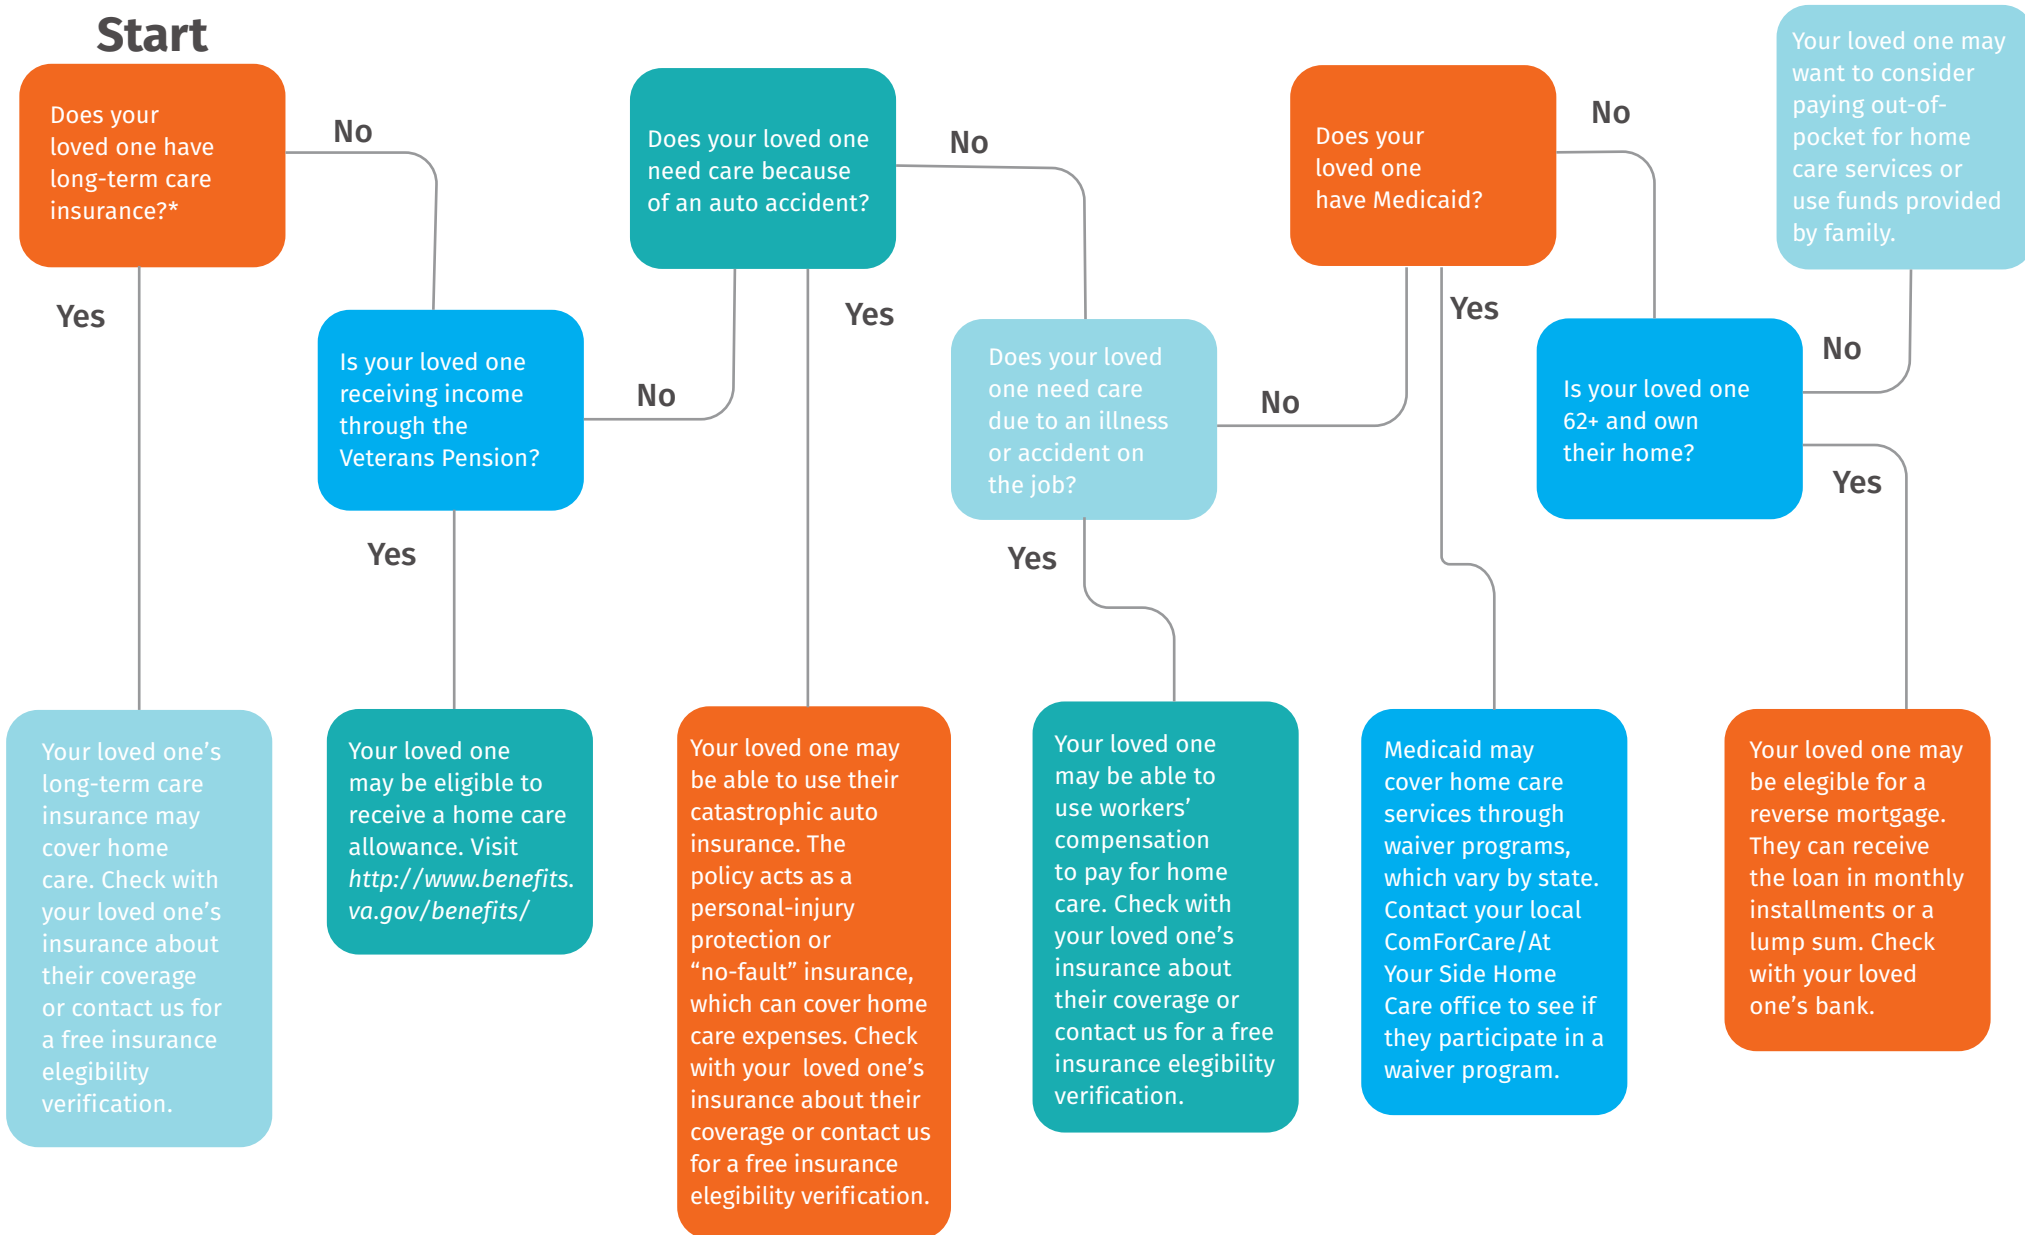 Start
Does your
loved one have
long-term care
insurance?*
No
Yes
Is your loved one
receiving income
through the
Veterans Pension?
No
Yes
Does your loved one
need care because
of an auto accident?
No
Yes
Does your loved
one need care
due to an illness
or accident on
the job?
No
Yes
Does your
loved one
have Medicaid?
No
Yes
Is your loved one
62+ and own
their home?
No
Yes
Your loved one may
want to consider
paying out-of-
pocket for home
care services or
use funds provided
by family.
Your loved one’s
long-term care
insurance may
cover home
care. Check with
your loved one’s
insurance about
their coverage
or contact us for
a free insurance
elegibility
verification.
Your loved one
may be eligible to
receive a home care
allowance. Visit
http://www.benefits.
va.gov/benefits/
Your loved one may
be able to use their
catastrophic auto
insurance. The
policy acts as a
personal-injury
protection or
“no-fault” insurance,
which can cover home
care expenses. Check
with your  loved one’s
insurance about their
coverage or contact us
for a free insurance
elegibility verification.
Your loved one
may be able to
use workers’
compensation
to pay for home
care. Check with
your loved one’s
insurance about
their coverage or
contact us for a free
insurance elegibility
verification.
Medicaid may
cover home care
services through
waiver programs,
which vary by state.
Contact your local
ComForCare/At
Your Side Home
Care office to see if
they participate in a
waiver program.
Your loved one may
be elegible for a
reverse mortgage.
They can receive
the loan in monthly
installments or a
lump sum. Check
with your loved
one’s bank.